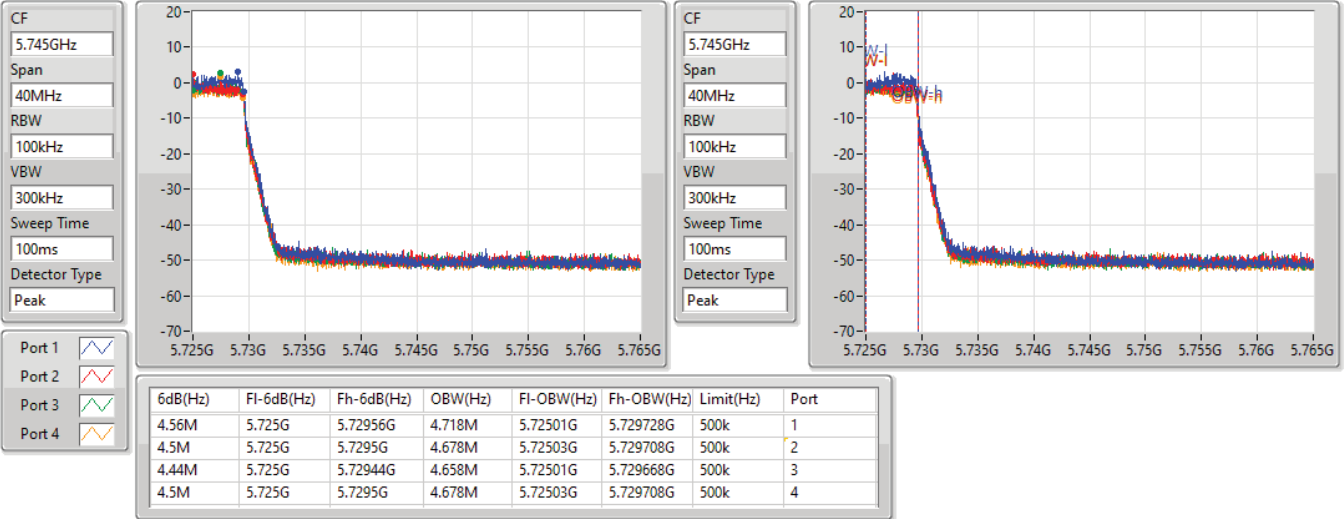 CF
5.745GHz
Span
40MHz
RBW
100kHz
VBW
300kHz
Sweep Time
100ms
Detector Type
Peak
20
10
0
-10
-20
-30
-40
-50
-60
-70
5.725G 5.73G 5.735G 5.74G 5.745G 5.75G 5.755G 5.76G 5.765G
CF
5.745GHz
Span
40MHz
RBW
100kHz
VBW
300kHz
Sweep Time
100ms
Detector Type
Peak
20
10
0
-10
-20
-30
-40
-50
-60
-70
W-l
W-l
OBW-h
5.725G 5.73G 5.735G 5.74G 5.745G 5.75G 5.755G 5.76G 5.765G
Port 1
Port 2
Port 3
Port 4
6dB(Hz) Fl-6dB(Hz) Fh-6dB(Hz) OBW(Hz) Fl-OBW(Hz) Fh-OBW(Hz) Limit(Hz) Port
4.56M 5.725G 5.72956G 4.718M 5.72501G 5.729728G 500k 1
4.5M 5.725G 5.7295G 4.678M 5.72503G 5.729708G 500k 2
4.44M 5.725G 5.72944G 4.658M 5.72501G 5.729668G 500k 3
4.5M 5.725G 5.7295G 4.678M 5.72503G 5.729708G 500k 4